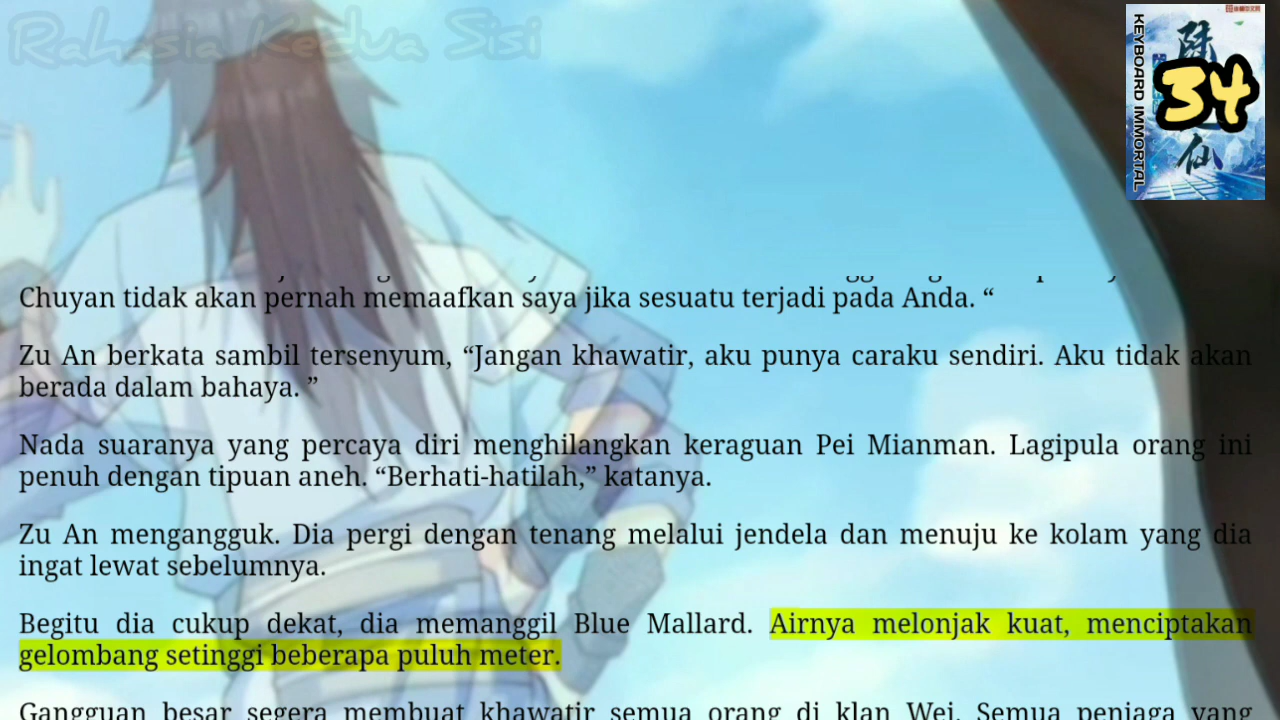 Rahasia Kedua Sisi
KEYBOARD IMMORTAL
34
Chuyan tidak akan pernah memaafkan saya jika sesuatu terjadi pada Anda. “
Zu An berkata sambil tersenyum, “Jangan khawatir, aku punya caraku sendiri. Aku tidak akan
berada dalam bahaya. ”
Nada suaranya yang percaya diri menghilangkan keraguan Pei Mianman. Lagipula orang ini
penuh dengan tipuan aneh. “Berhati-hatilah,” katanya.
Zu An mengangguk. Dia pergi dengan tenang melalui jendela dan menuju ke kolam yang dia
ingat lewat sebelumnya.
Begitu dia cukup dekat, dia memanggil Blue Mallard. Airnya melonjak kuat, menciptakan
gelombang setinggi beberapa puluh meter.
Gangguan besar segera membuat khawatir semua orang di klan Wei. Semua penjaga yang